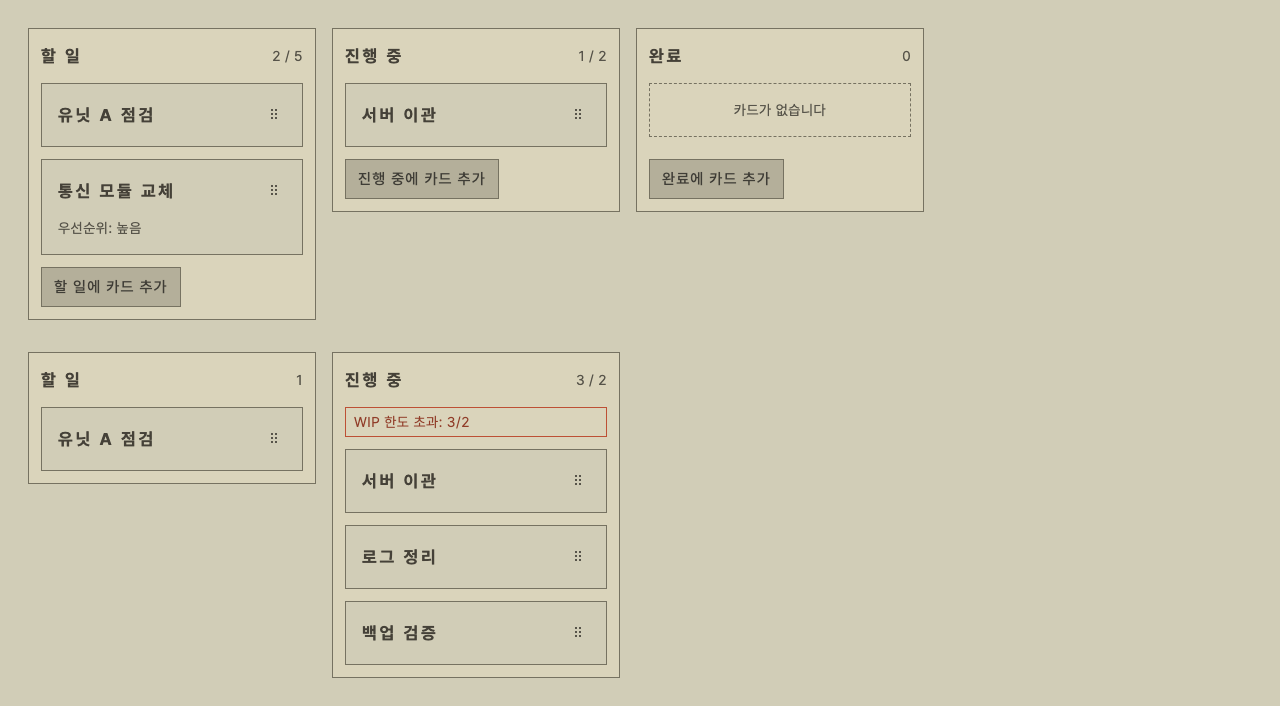 할 일
2 / 5
유닛 A 점검
통신 모듈 교체
우선순위: 높음
할 일에 카드 추가
진행 중
1 / 2
서버 이관
진행 중에 카드 추가
완료
0
카드가 없습니다
완료에 카드 추가
할 일
1
유닛 A 점검
진행 중
3 / 2
WIP 한도 초과: 3/2
서버 이관
로그 정리
백업 검증